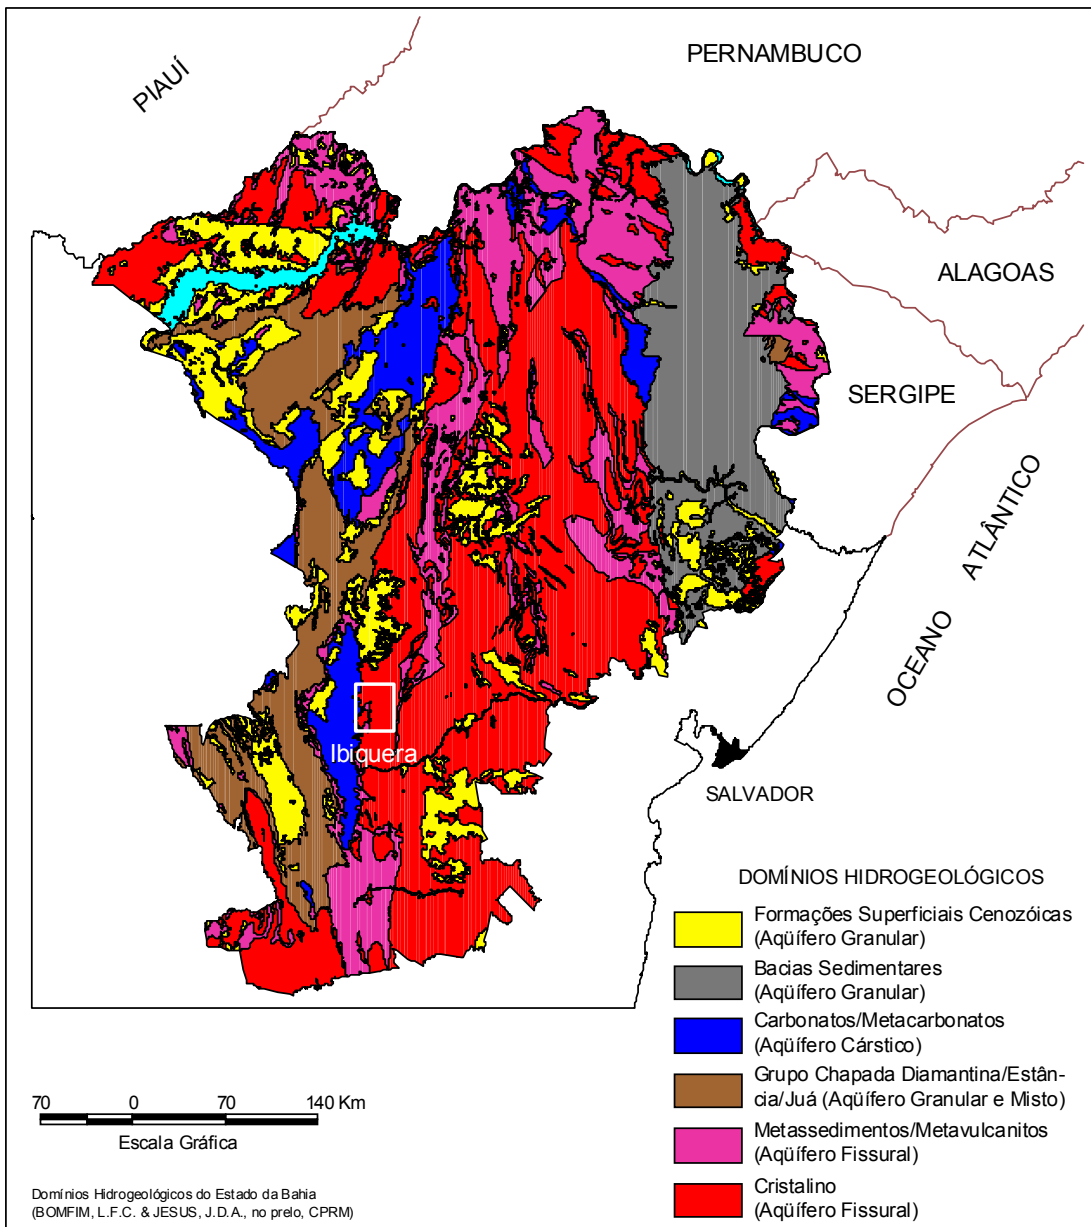 PIAUÍ
PERNAMBUCO
ALAGOAS
SERGIPE
OCEANO ATLÂNTICO
Ibiquera
SALVADOR
DOMÍNIOS HIDROGEOLÓGICOS
Formações Superficiais Cenozóicas
(Aqüífero Granular)
Bacias Sedimentares
(Aqüífero Granular)
Carbonatos/Metacarbonatos
(Aqüífero Cárstico)
Grupo Chapada Diamantina/Estân-
cia/Juá (Aqüífero Granular e Misto)
Metassedimentos/Metavulcanitos
(Aqüífero Fissural)
Cristalino
(Aqüífero Fissural)
70 0 70 140 Km
Escala Gráfica
Domínios Hidrogeológicos do Estado da Bahia
(BOMFIM, L.F.C. & JESUS, J.D.A., no prelo, CPRM)